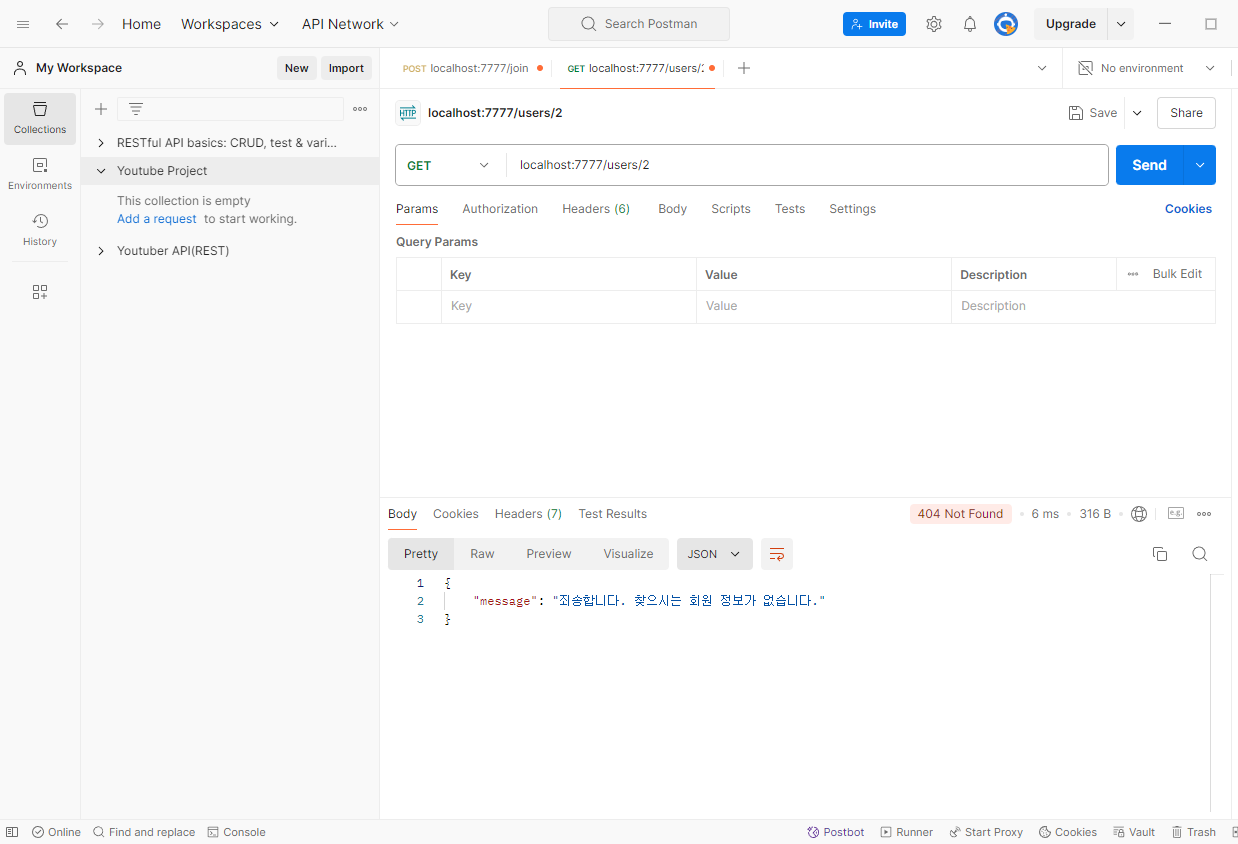 Home Workspaces API Network Search Postman Invite Upgrade
My Workspace New Import
POST localhost:7777/join GET localhost:7777/users/2 No environment
Collections
Environments
History
RESTful API basics: CRUD, test & vari...
Youtube Project
This collection is empty
Add a request to start working.
Youtuber API(REST)
HTTP localhost:7777/users/2 Save Share
GET localhost:7777/users/2 Send
Params Authorization Headers (6) Body Scripts Tests Settings Cookies
Query Params
Key Value Description Bulk Edit
Key Value Description
Body Cookies Headers (7) Test Results 404 Not Found 6 ms 316 B e.g.
Pretty Raw Preview Visualize JSON
1 {
2 "message": "죄송합니다. 찾으시는 회원 정보가 없습니다."
3 }
Online Find and replace Console Postbot Runner Start Proxy Cookies Vault Trash